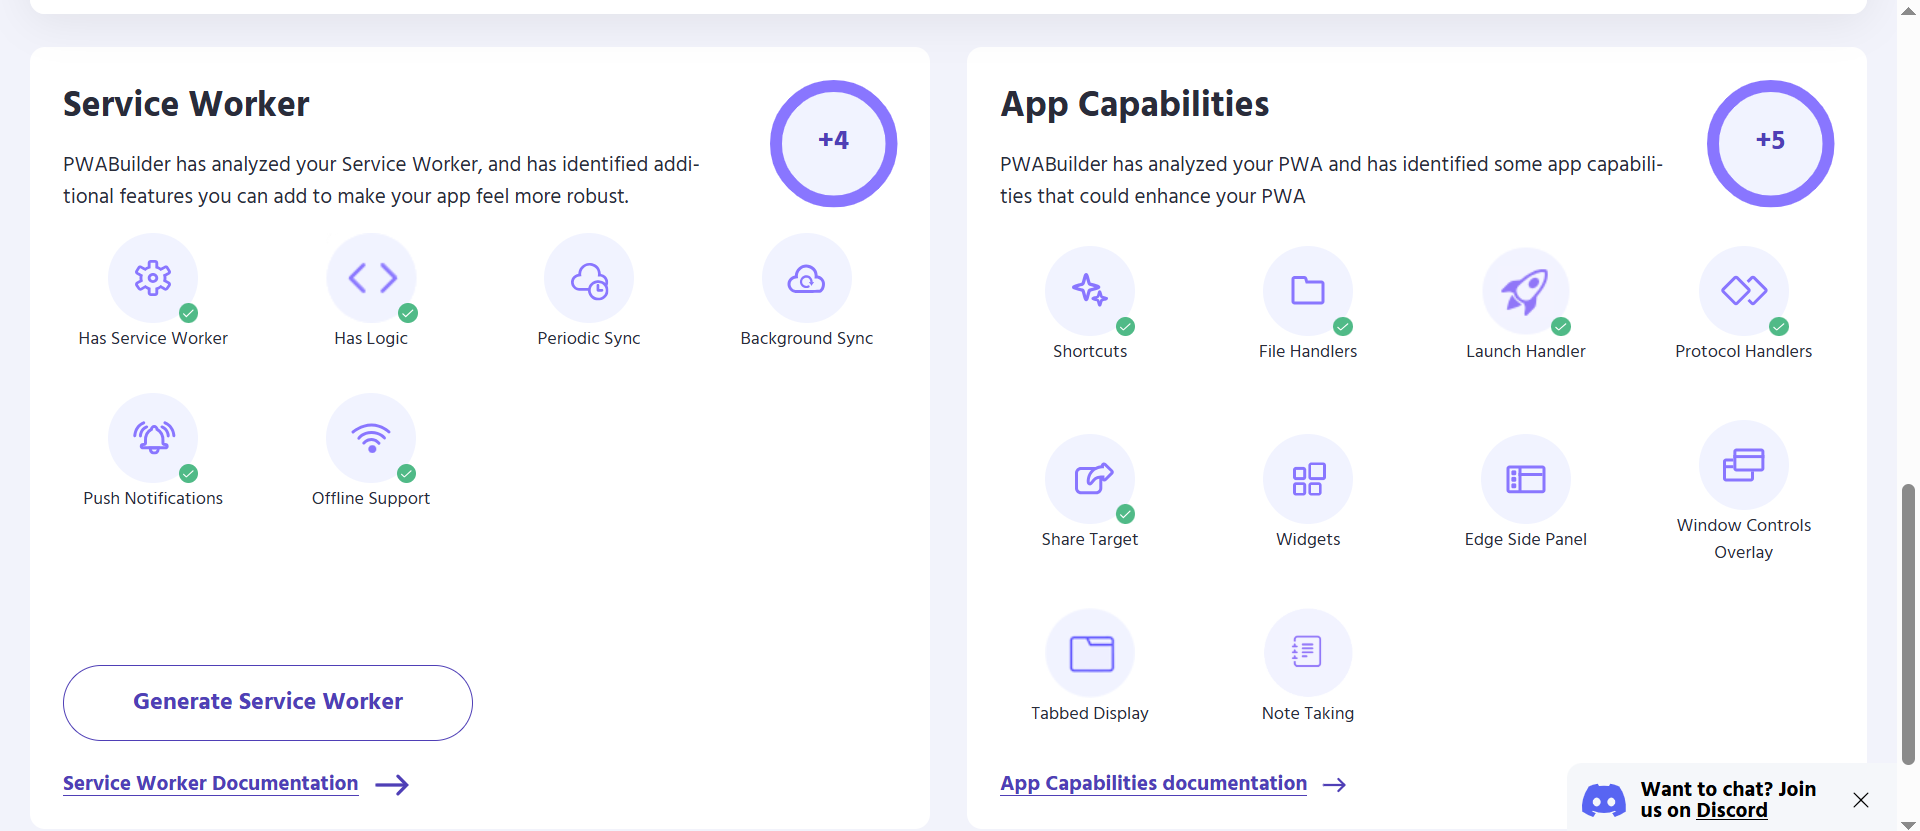 Service Worker
+4
PWABuilder has analyzed your Service Worker, and has identified addi-
tional features you can add to make your app feel more robust.
Has Service Worker
Has Logic
Periodic Sync
Background Sync
Push Notifications
Offline Support
Generate Service Worker
Service Worker Documentation
App Capabilities
+5
PWABuilder has analyzed your PWA and has identified some app capabili-
ties that could enhance your PWA
Shortcuts
File Handlers
Launch Handler
Protocol Handlers
Share Target
Widgets
Edge Side Panel
Window Controls
Overlay
Tabbed Display
Note Taking
App Capabilities documentation
Want to chat? Join
us on Discord